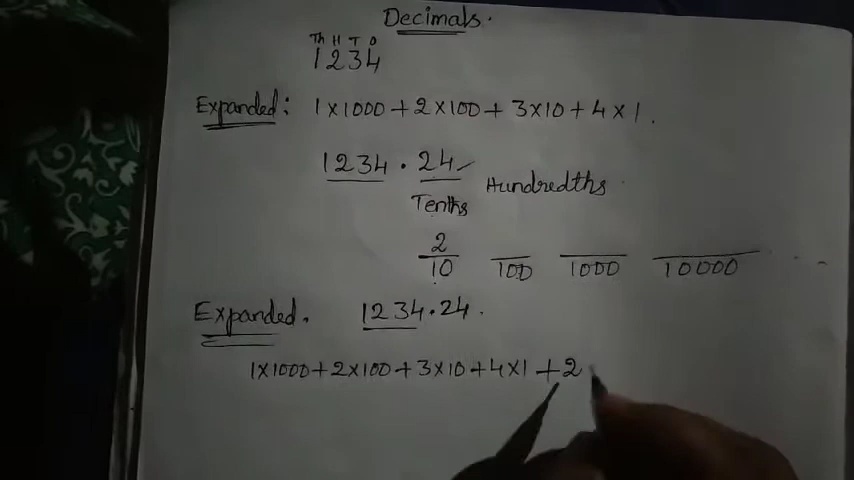 Decimals.
Th H T O
1234
Expanded: 1×1000+2×100+3×10+4×1.
1234.24
Tenths Hundredths
2/10 /100 /1000 /10000 . . .
Expanded. 1234.24.
1×1000+2×100+3×10+4×1+2